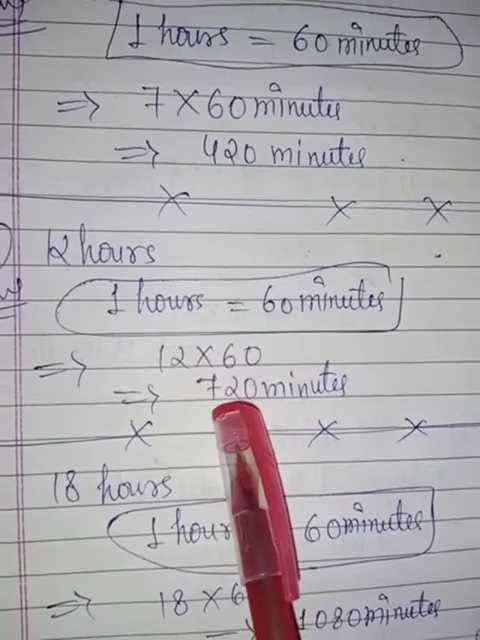 1 hours = 60 minutes
=> 7 × 60 minutes
=> 420 minutes
× × ×
12 hours
1 hours = 60 minutes
=> 12 × 60
=> 720 minutes
× × ×
18 hours
1 hour 60 minutes
=> 18 × 6
1080 minutes